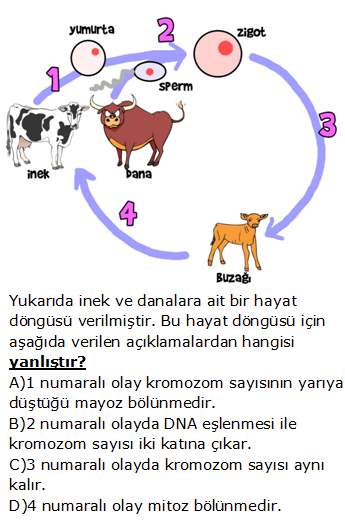 yumurta
2
zigot
1
sperm
3
inek
dana
4
Buzağı
Yukarıda inek ve danalara ait bir hayat
döngüsü verilmiştir. Bu hayat döngüsü için
aşağıda verilen açıklamalardan hangisi
yanlıştır?
A)1 numaralı olay kromozom sayısının yarıya
düştüğü mayoz bölünmedir.
B)2 numaralı olayda DNA eşlenmesi ile
kromozom sayısı iki katına çıkar.
C)3 numaralı olayda kromozom sayısı aynı
kalır.
D)4 numaralı olay mitoz bölünmedir.